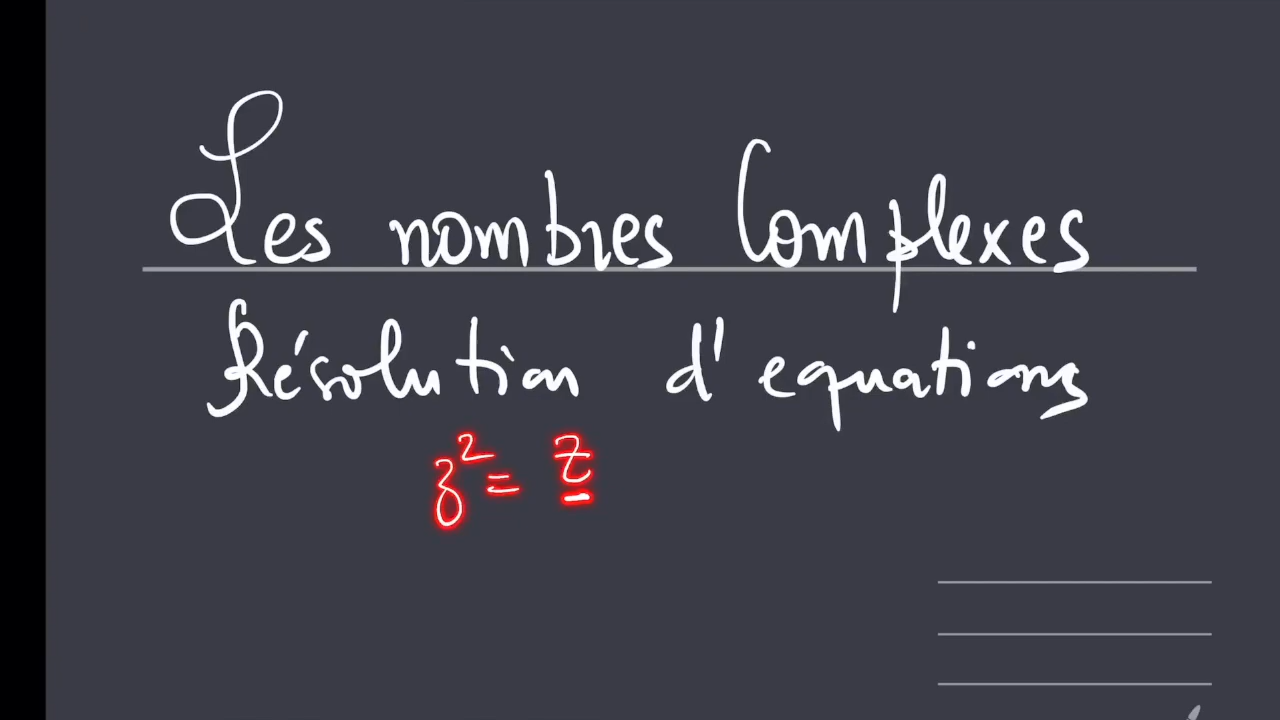 Les nombres Complexes
Résolution d'equations
z² = Z